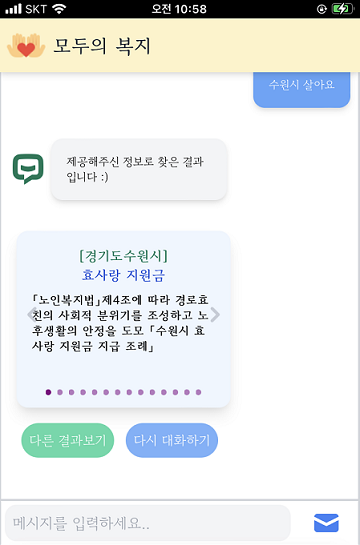 SKT
오전 10:58
모두의 복지
수원시 살아요
제공해주신 정보로 찾은 결과
입니다 :)
[경기도수원시]
효사랑 지원금
「노인복지법」제4조에 따라 경로효
친의 사회적 분위기를 조성하고 노
후생활의 안정을 도모 「수원시 효
사랑 지원금 지급 조례」
다른 결과보기
다시 대화하기
메시지를 입력하세요..